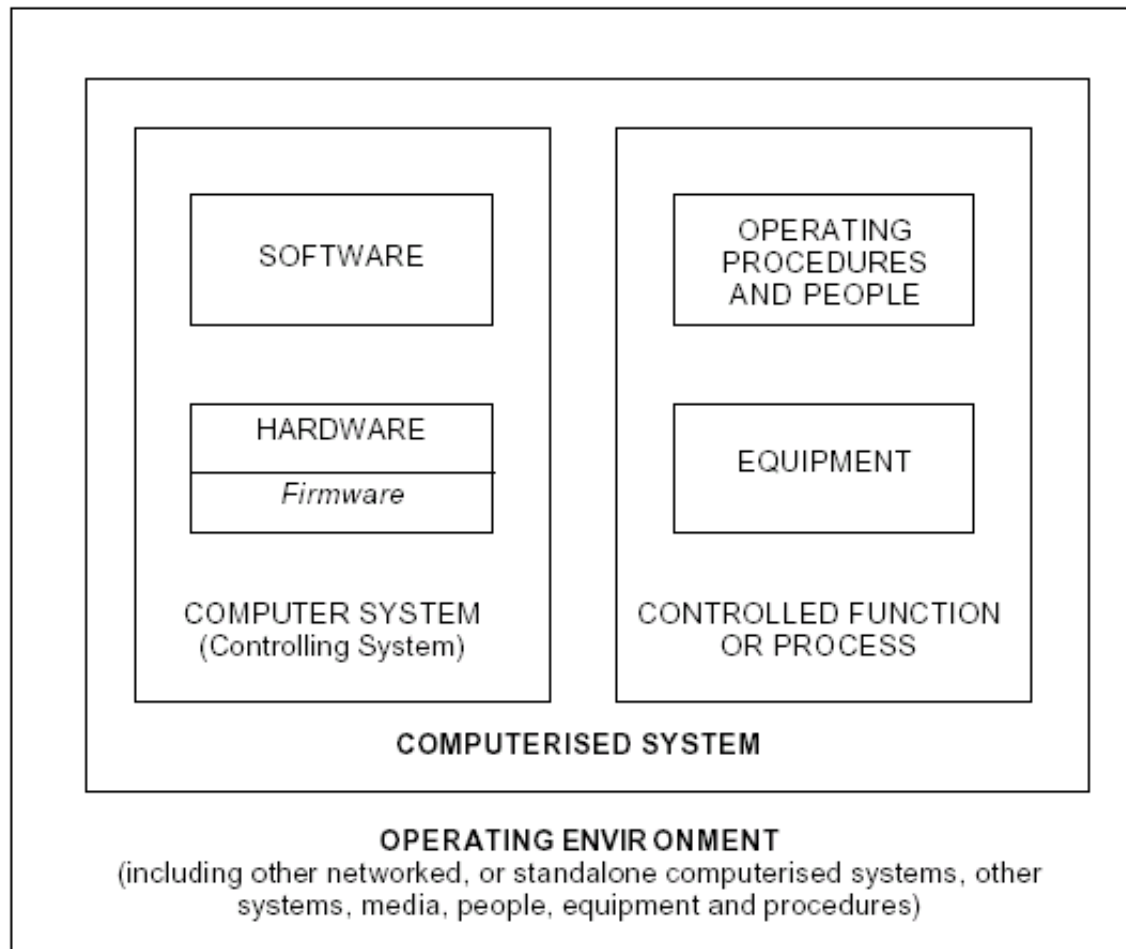 SOFTWARE
HARDWARE
Firmware
COMPUTER SYSTEM
(Controlling System)
OPERATING
PROCEDURES
AND PEOPLE
EQUIPMENT
CONTROLLED FUNCTION
OR PROCESS
COMPUTERISED SYSTEM
OPERATING ENVIRONMENT
(including other networked, or standalone computerised systems, other
systems, media, people, equipment and procedures)